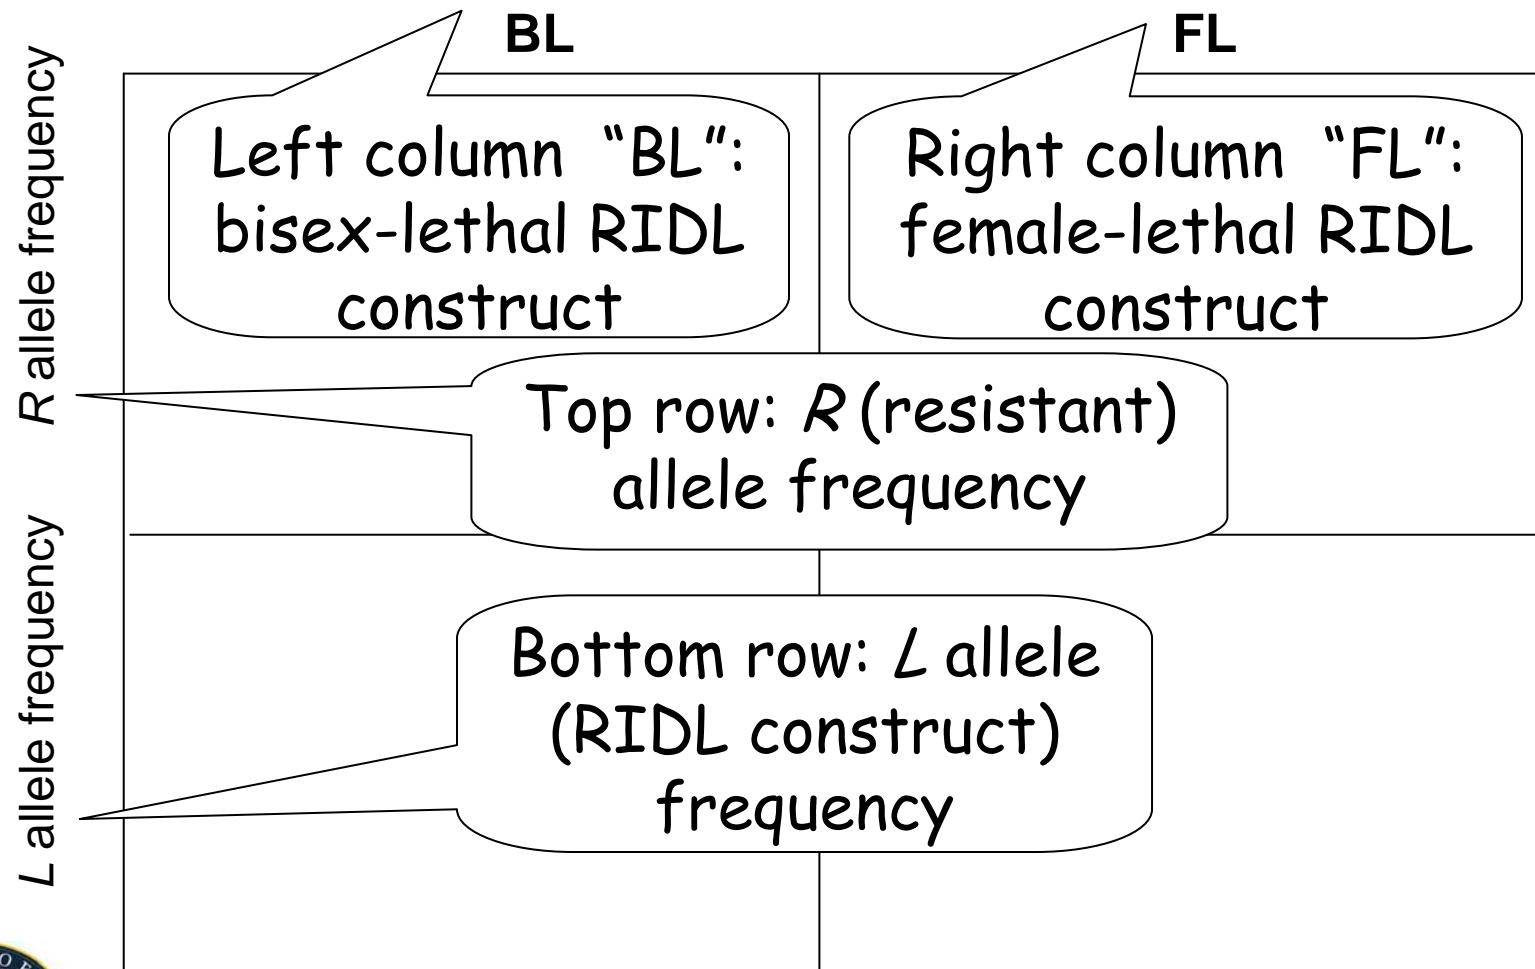 BL
FL
R allele frequency
Left column “BL”:
bisex-lethal RIDL
construct
Right column “FL”:
female-lethal RIDL
construct
Top row: R (resistant)
allele frequency
L allele frequency
Bottom row: L allele
(RIDL construct)
frequency